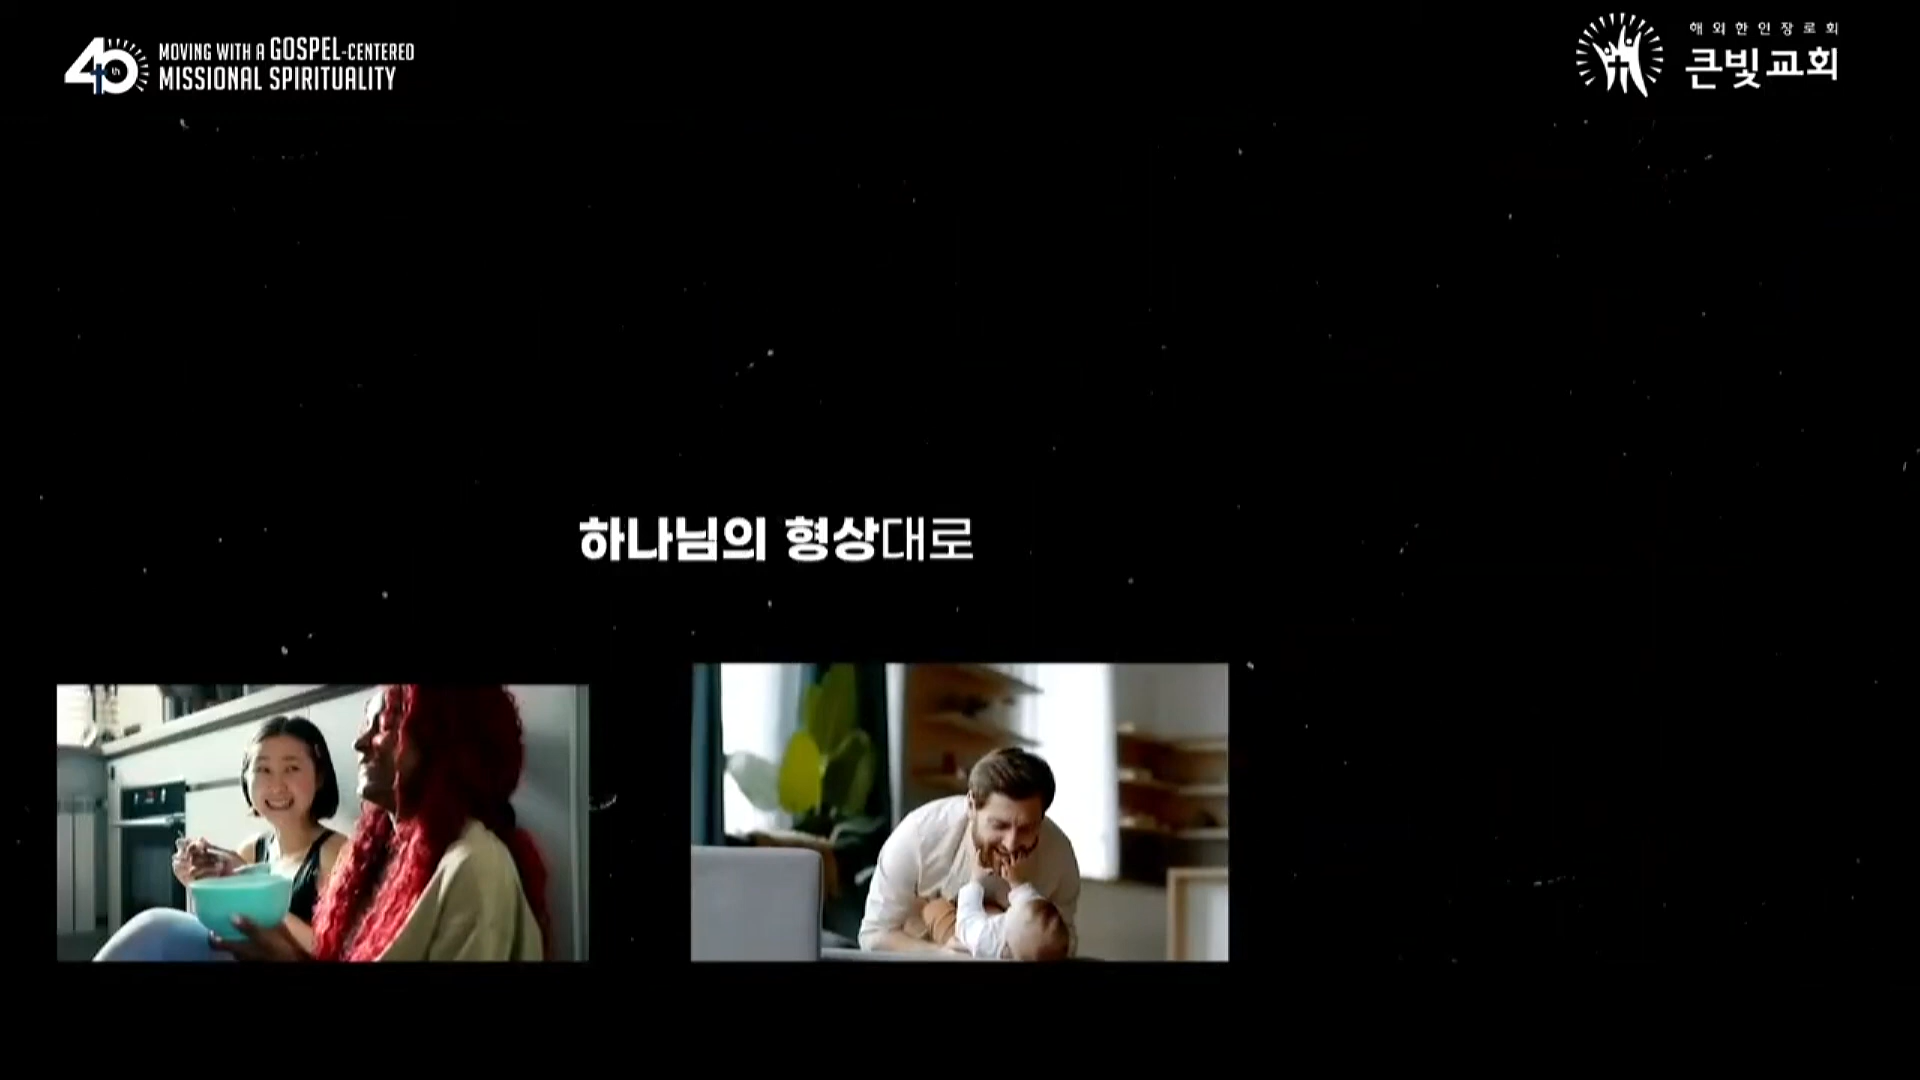 40th
MOVING WITH A GOSPEL-CENTERED
MISSIONAL SPIRITUALITY
해외한인장로회
큰빛교회
하나님의 형상대로